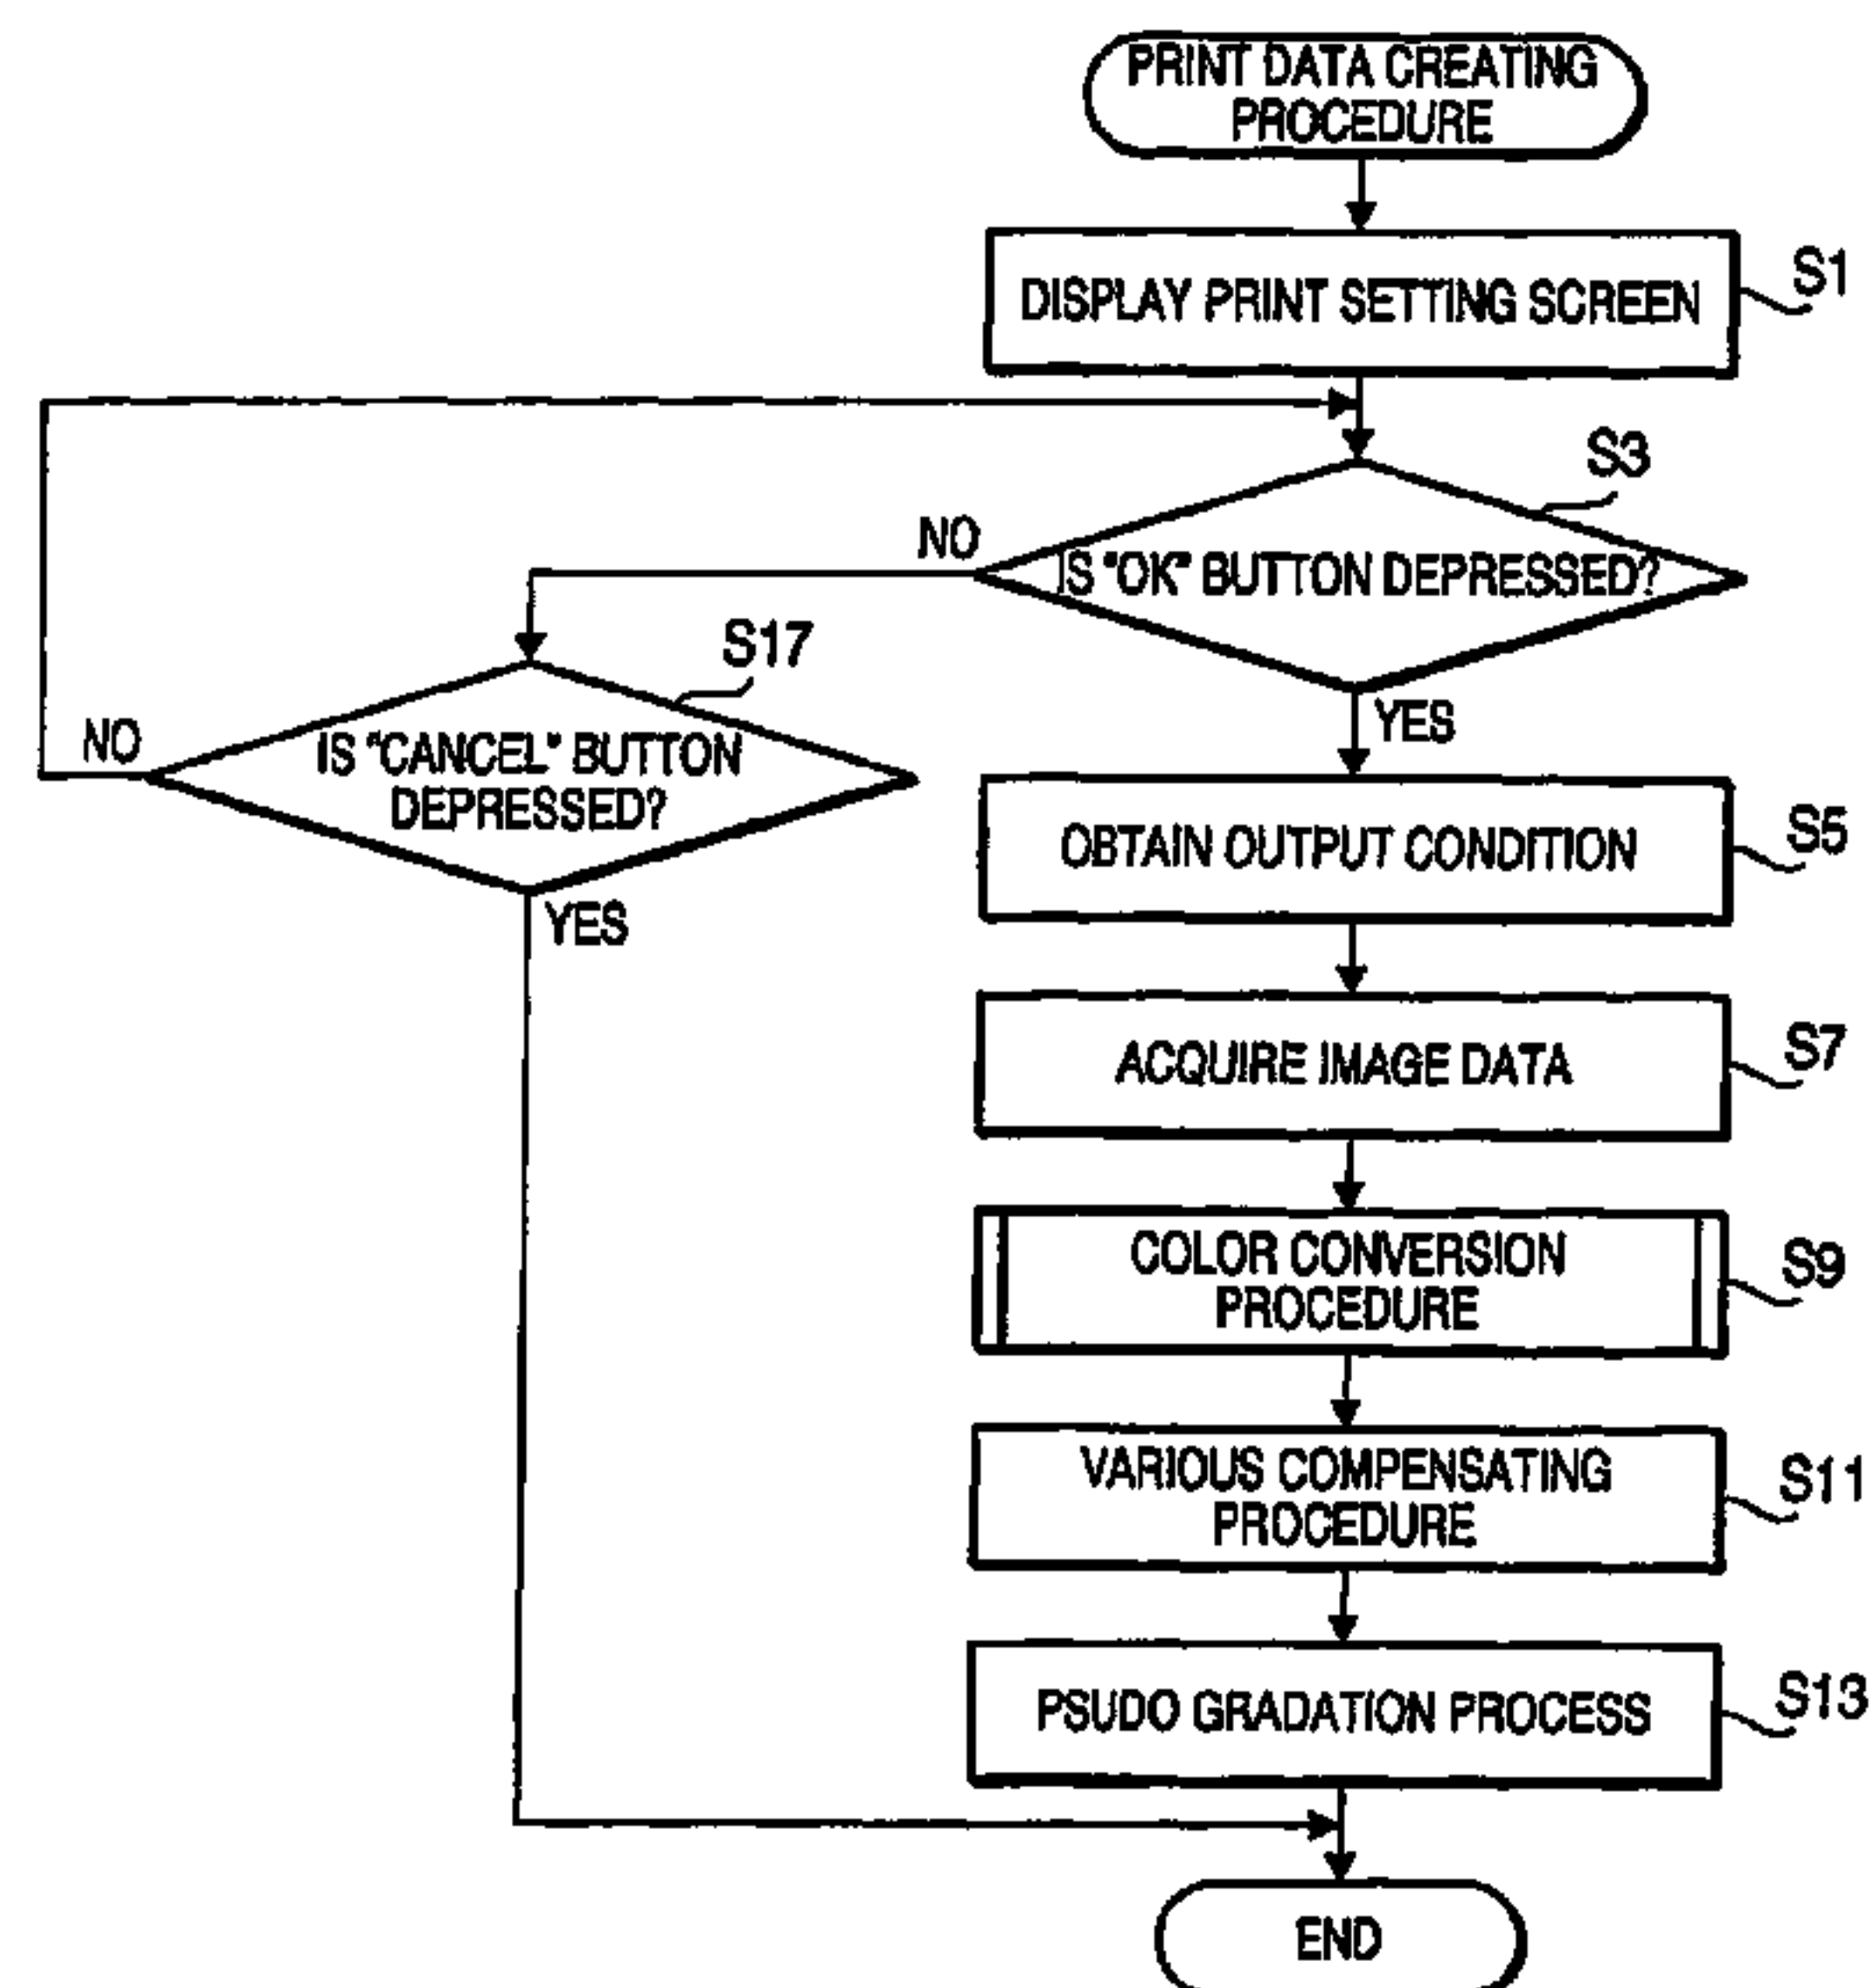 PRINT DATA CREATING
PROCEDURE
DISPLAY PRINT SETTING SCREEN
S1
S3
NO
IS "OK" BUTTON DEPRESSED?
S17
YES
NO
IS "CANCEL" BUTTON
DEPRESSED?
OBTAIN OUTPUT CONDITION
S5
YES
ACQUIRE IMAGE DATA
S7
COLOR CONVERSION
PROCEDURE
S9
VARIOUS COMPENSATING
PROCEDURE
S11
PSUDO GRADATION PROCESS
S13
END